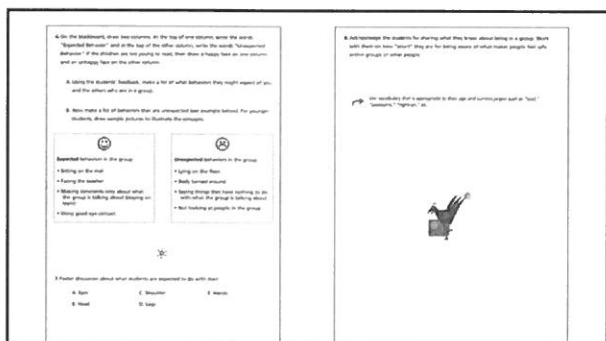 6. On the blackboard, draw two columns. At the top of one column, write the words
"Expected Behavior" and at the top of the other column, write the words "Unexpected
Behavior." If the children are too young to read, then draw a happy face on one column
and an unhappy face on the other column.
A. Using the students' feedback, make a list of what behaviors they might expect of you
and the others who are in a group.
B. Now make a list of behaviors that are unexpected
For younger
students, draw sample pictures to illustrate the concepts.
Expected behaviors in the group
• Sitting on the mat
• Facing the teacher
• Making comments only about what
the group is talking about (staying on
topic)
• Using good eye contact
Unexpected behaviors in the group
• Lying on the floor
• Body turned around
• Saying things that have nothing to do
with what the group is talking about
• Not looking at people in the group
7. Foster discussion about what students are expected to do with their
A. Eyes
C. Shoulder
E. Hands
B. Head
D. Legs
8. Acknowledge the students for sharing what they know about being in a group.
them on how "smart" they are for being aware of what makes people feel safe
around groups of other people.
Use vocabulary that is appropriate to their age and current jargon such as "cool,"
"awesome," "right-on,"